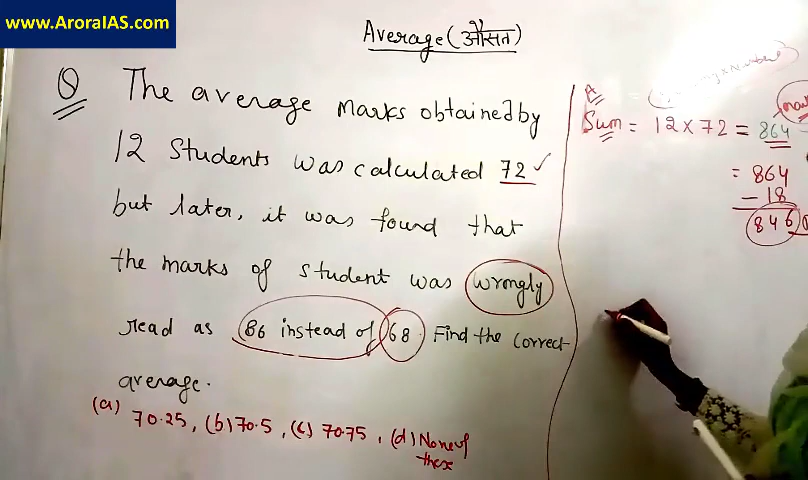 www.AroraIAS.com
Average (औसत)
Q The average marks obtained by
12 students was calculated 72 ✓
but later, it was found that
the marks of student was wrongly
read as 86 instead of 68. Find the correct
average.
(a) 70.25, (b) 70.5, (c) 70.75, (d) None of
these
A
Sum = 12 x 72 = 864
= 864
- 18
846